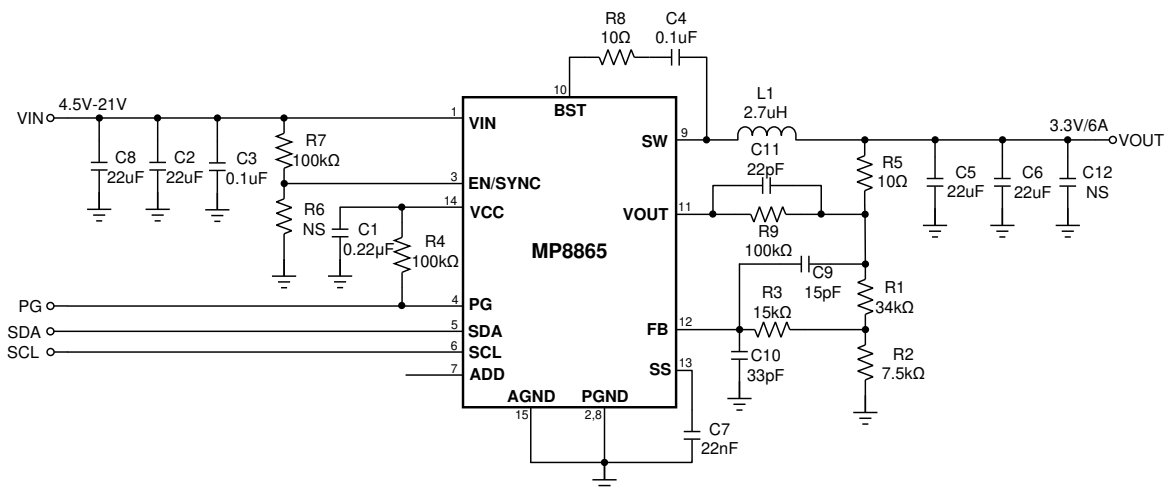 R8
10Ω
C4
0.1uF
10
BST
VIN
4.5V-21V
1
VIN
C8
22uF
C2
22uF
C3
0.1uF
R7
100kΩ
3
EN/SYNC
R6
NS
14
VCC
C1
0.22µF
R4
100kΩ
PG
4
PG
SDA
5
SDA
SCL
6
SCL
7
ADD
MP8865
AGND
15
PGND
2,8
SW
9
L1
2.7uH
C11
22pF
VOUT
11
R9
100kΩ
R5
10Ω
C5
22uF
C6
22uF
C12
NS
3.3V/6A
VOUT
C9
15pF
R3
15kΩ
R1
34kΩ
FB
12
C10
33pF
R2
7.5kΩ
SS
13
C7
22nF